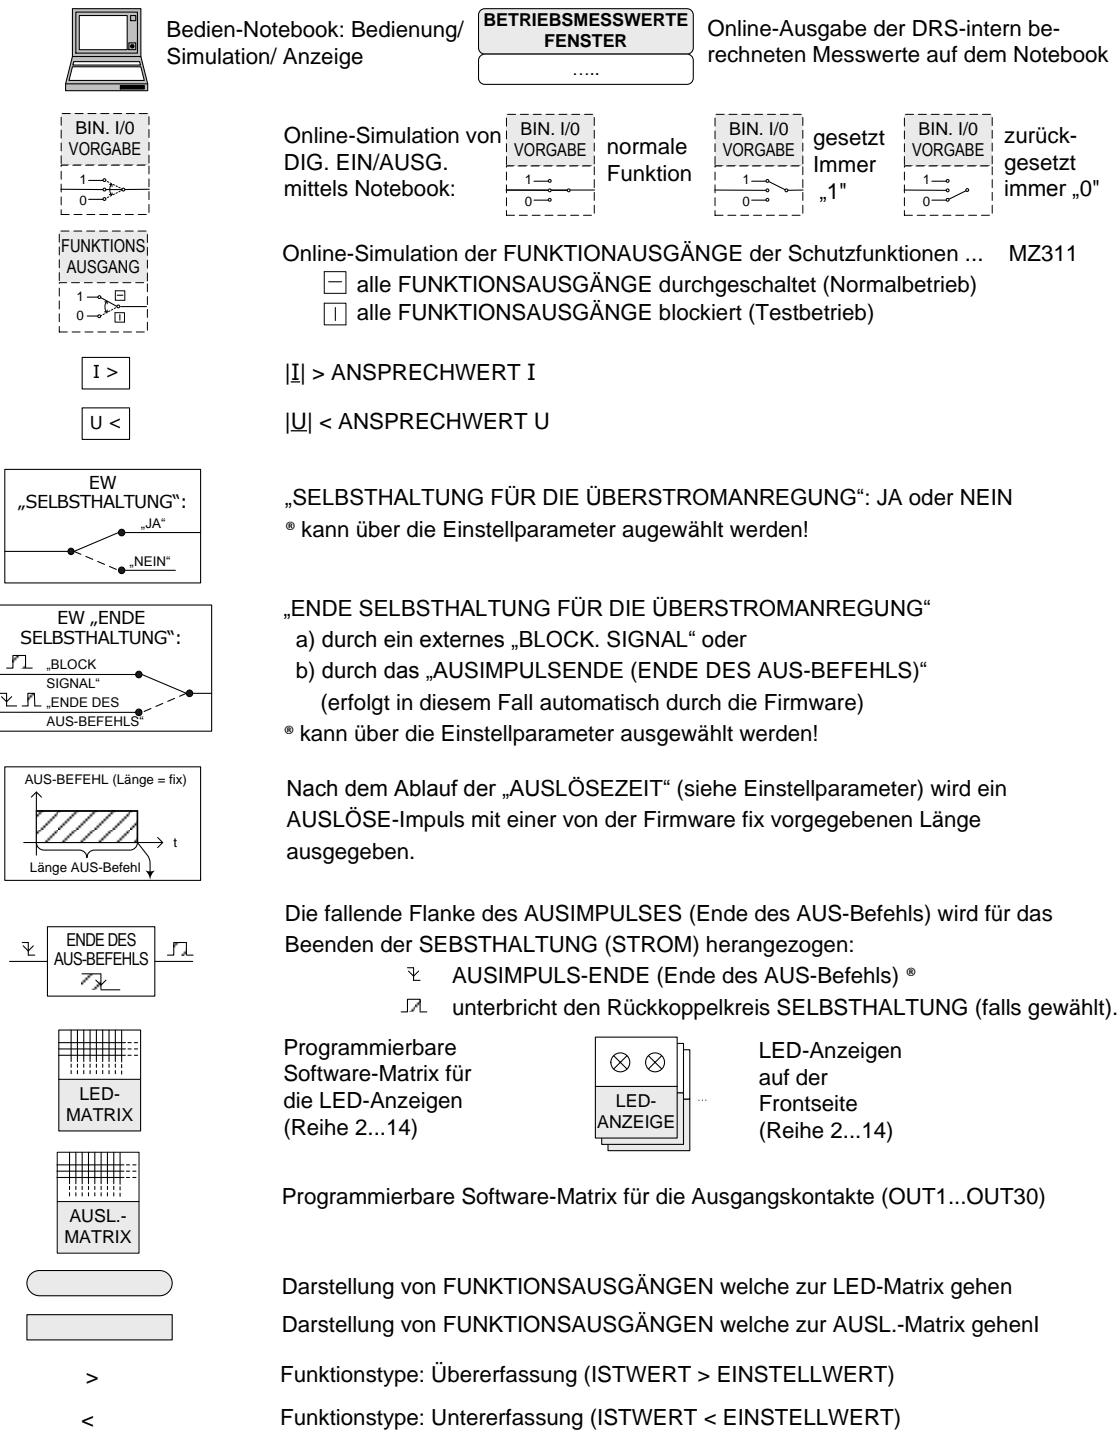 Bedien-Notebook: Bedienung/
Simulation/ Anzeige
BETRIEBSMESSWERTE
FENSTER
.....
Online-Ausgabe der DRS-intern be-
rechneten Messwerte auf dem Notebook
BIN. I/0
VORGABE
1
0
Online-Simulation von
DIG. EIN/AUSG.
mittels Notebook:
BIN. I/0
VORGABE
1
0
normale
Funktion
BIN. I/0
VORGABE
1
0
gesetzt
Immer
„1"
BIN. I/0
VORGABE
1
0
zurück-
gesetzt
immer „0"
FUNKTIONS
AUSGANG
1
0
Online-Simulation der FUNKTIONAUSGÄNGE der Schutzfunktionen ... MZ311
alle FUNKTIONSAUSGÄNGE durchgeschaltet (Normalbetrieb)
alle FUNKTIONSAUSGÄNGE blockiert (Testbetrieb)
I >
|I| > ANSPRECHWERT I
U <
|U| < ANSPRECHWERT U
EW
„SELBSTHALTUNG“:
„JA“
„NEIN“
„SELBSTHALTUNG FÜR DIE ÜBERSTROMANREGUNG“: JA oder NEIN
® kann über die Einstellparameter augewählt werden!
EW „ENDE
SELBSTHALTUNG“:
„BLOCK
SIGNAL“
„ENDE DES
AUS-BEFEHLS“
„ENDE SELBSTHALTUNG FÜR DIE ÜBERSTROMANREGUNG“
a) durch ein externes „BLOCK. SIGNAL“ oder
b) durch das „AUSIMPULSENDE (ENDE DES AUS-BEFEHLS)“
(erfolgt in diesem Fall automatisch durch die Firmware)
® kann über die Einstellparameter ausgewählt werden!
AUS-BEFEHL (Länge = fix)
t
Länge AUS-Befehl
Nach dem Ablauf der „AUSLÖSEZEIT“ (siehe Einstellparameter) wird ein
AUSLÖSE-Impuls mit einer von der Firmware fix vorgegebenen Länge
ausgegeben.
ENDE DES
AUS-BEFEHLS
Die fallende Flanke des AUSIMPULSES (Ende des AUS-Befehls) wird für das
Beenden der SEBSTHALTUNG (STROM) herangezogen:
AUSIMPULS-ENDE (Ende des AUS-Befehls) ®
unterbricht den Rückkoppelkreis SELBSTHALTUNG (falls gewählt).
LED-
MATRIX
Programmierbare
Software-Matrix für
die LED-Anzeigen
(Reihe 2...14)
LED-
ANZEIGE
...
LED-Anzeigen
auf der
Frontseite
(Reihe 2...14)
AUSL.-
MATRIX
Programmierbare Software-Matrix für die Ausgangskontakte (OUT1...OUT30)
Darstellung von FUNKTIONSAUSGÄNGEN welche zur LED-Matrix gehen
Darstellung von FUNKTIONSAUSGÄNGEN welche zur AUSL.-Matrix gehenI
>
Funktionstype: Übererfassung (ISTWERT > EINSTELLWERT)
<
Funktionstype: Untererfassung (ISTWERT < EINSTELLWERT)